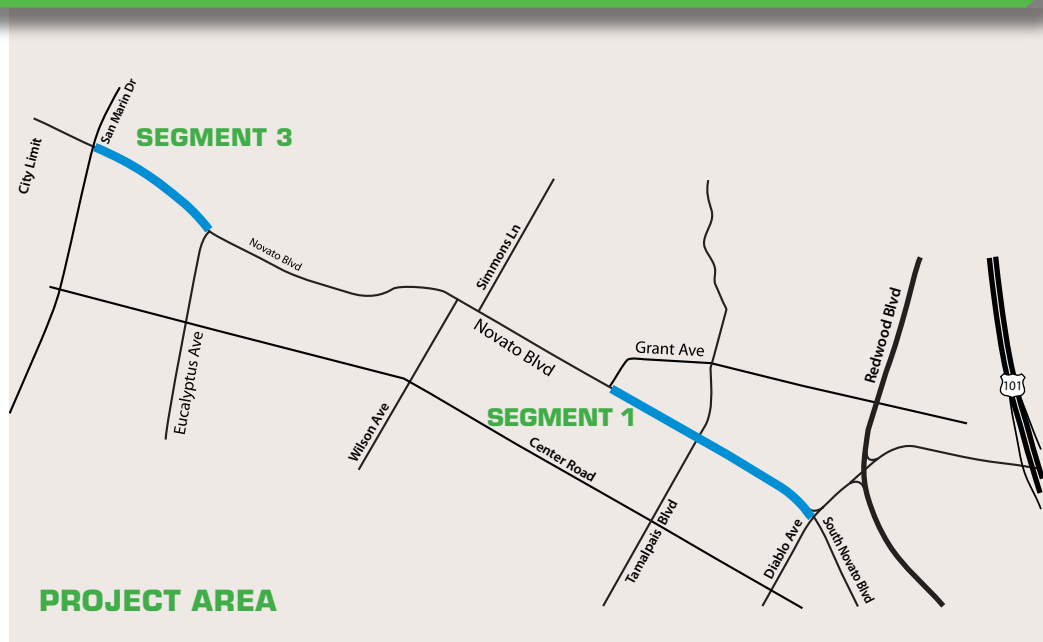 San Marin Dr
SEGMENT 3
City Limit
Novato Blvd
Simmons Ln
Eucalyptus Ave
Novato Blvd
Grant Ave
Redwood Blvd
101
Wilson Ave
SEGMENT 1
Center Road
Tamalpais Blvd
Diablo Ave
South Novato Blvd
PROJECT AREA